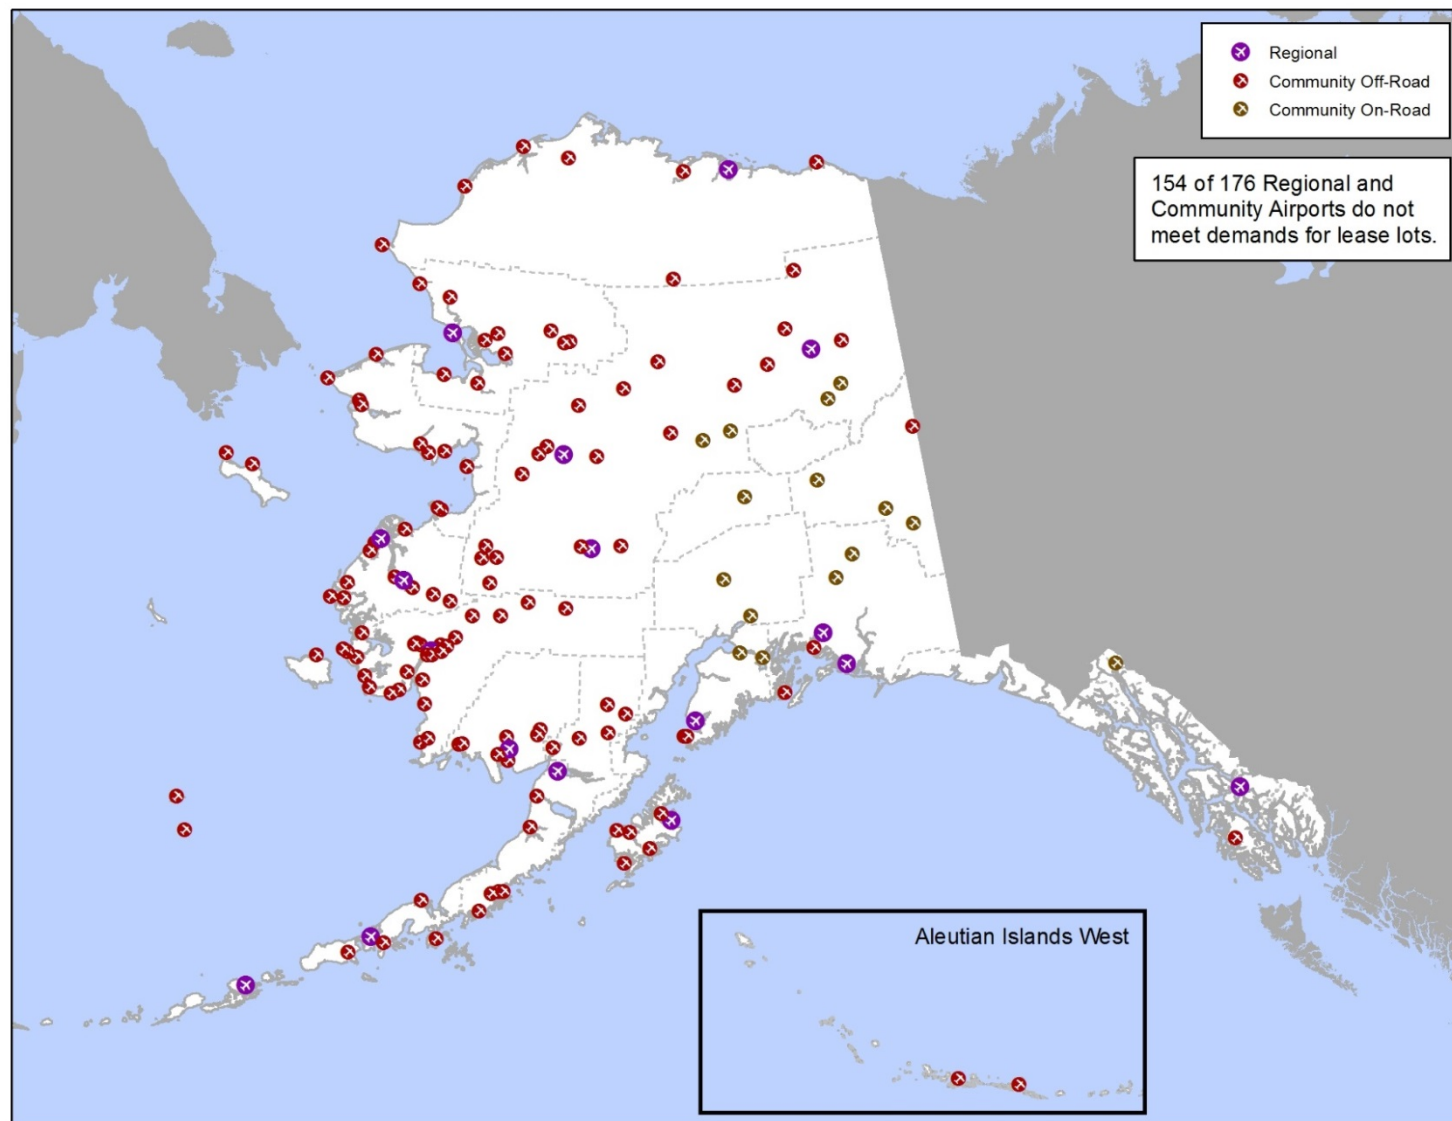 Regional
Community Off-Road
Community On-Road
154 of 176 Regional and
Community Airports do not
meet demands for lease lots.
Aleutian Islands West